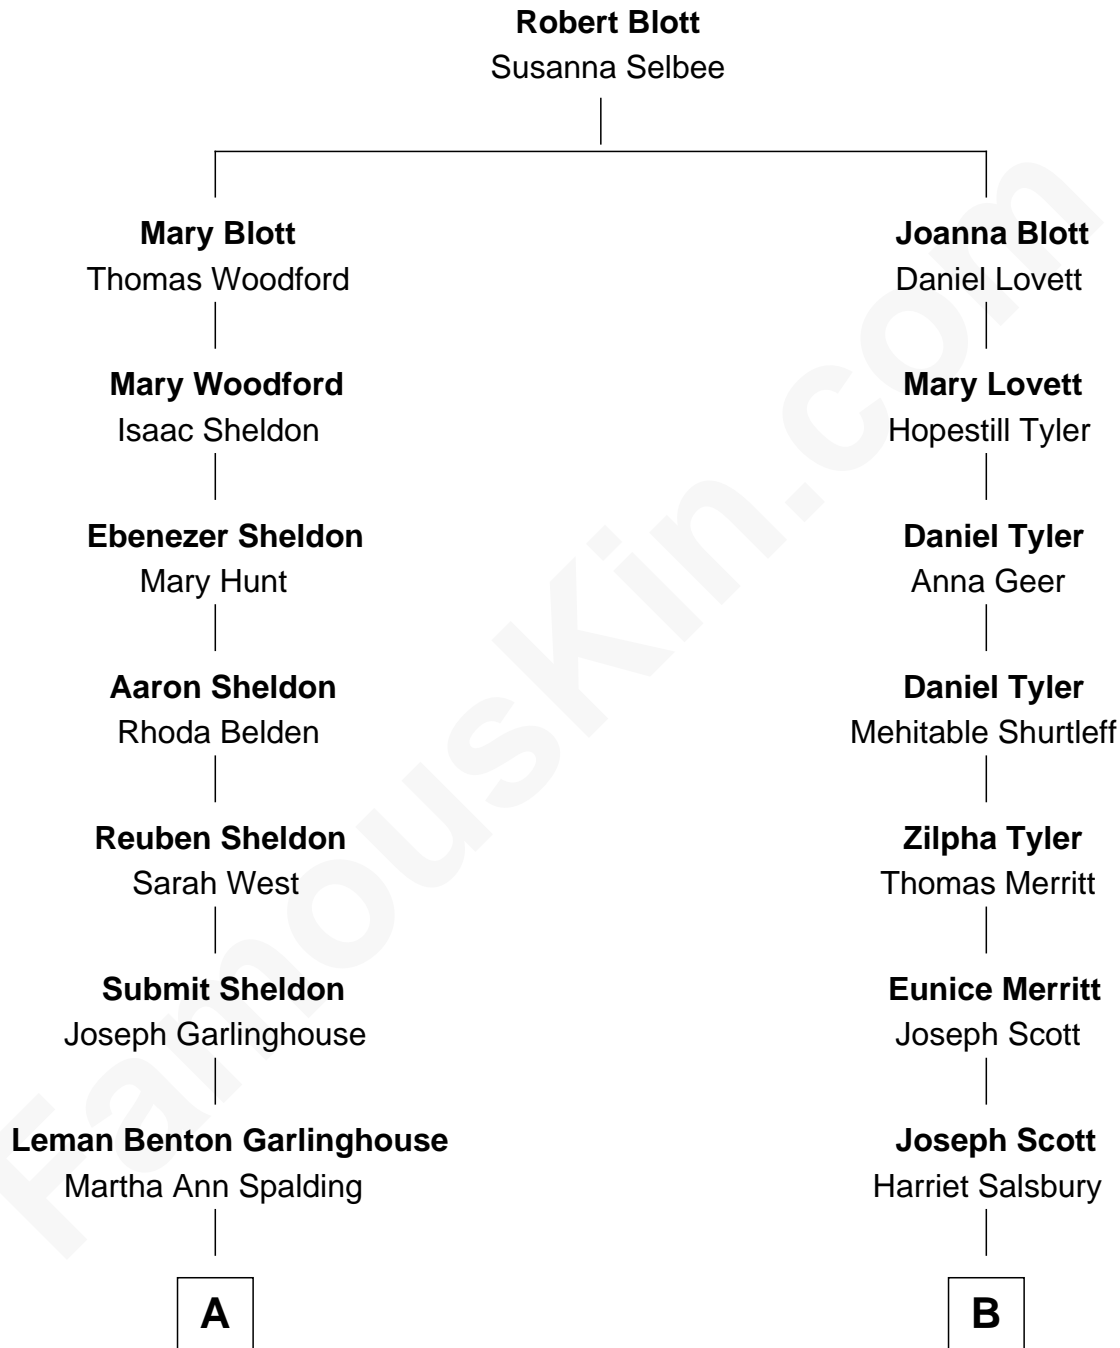 Robert Blott
Susanna Selbee
Mary Blott
Thomas Woodford
Joanna Blott
Daniel Lovett
Mary Woodford
Isaac Sheldon
Mary Lovett
Hopestill Tyler
Ebenezer Sheldon
Mary Hunt
Daniel Tyler
Anna Geer
Aaron Sheldon
Rhoda Belden
Daniel Tyler
Mehitable Shurtleff
Reuben Sheldon
Sarah West
Zilpha Tyler
Thomas Merritt
Submit Sheldon
Joseph Garlinghouse
Eunice Merritt
Joseph Scott
Leman Benton Garlinghouse
Martha Ann Spalding
Joseph Scott
Harriet Salsbury
A
B
FamousKin.com